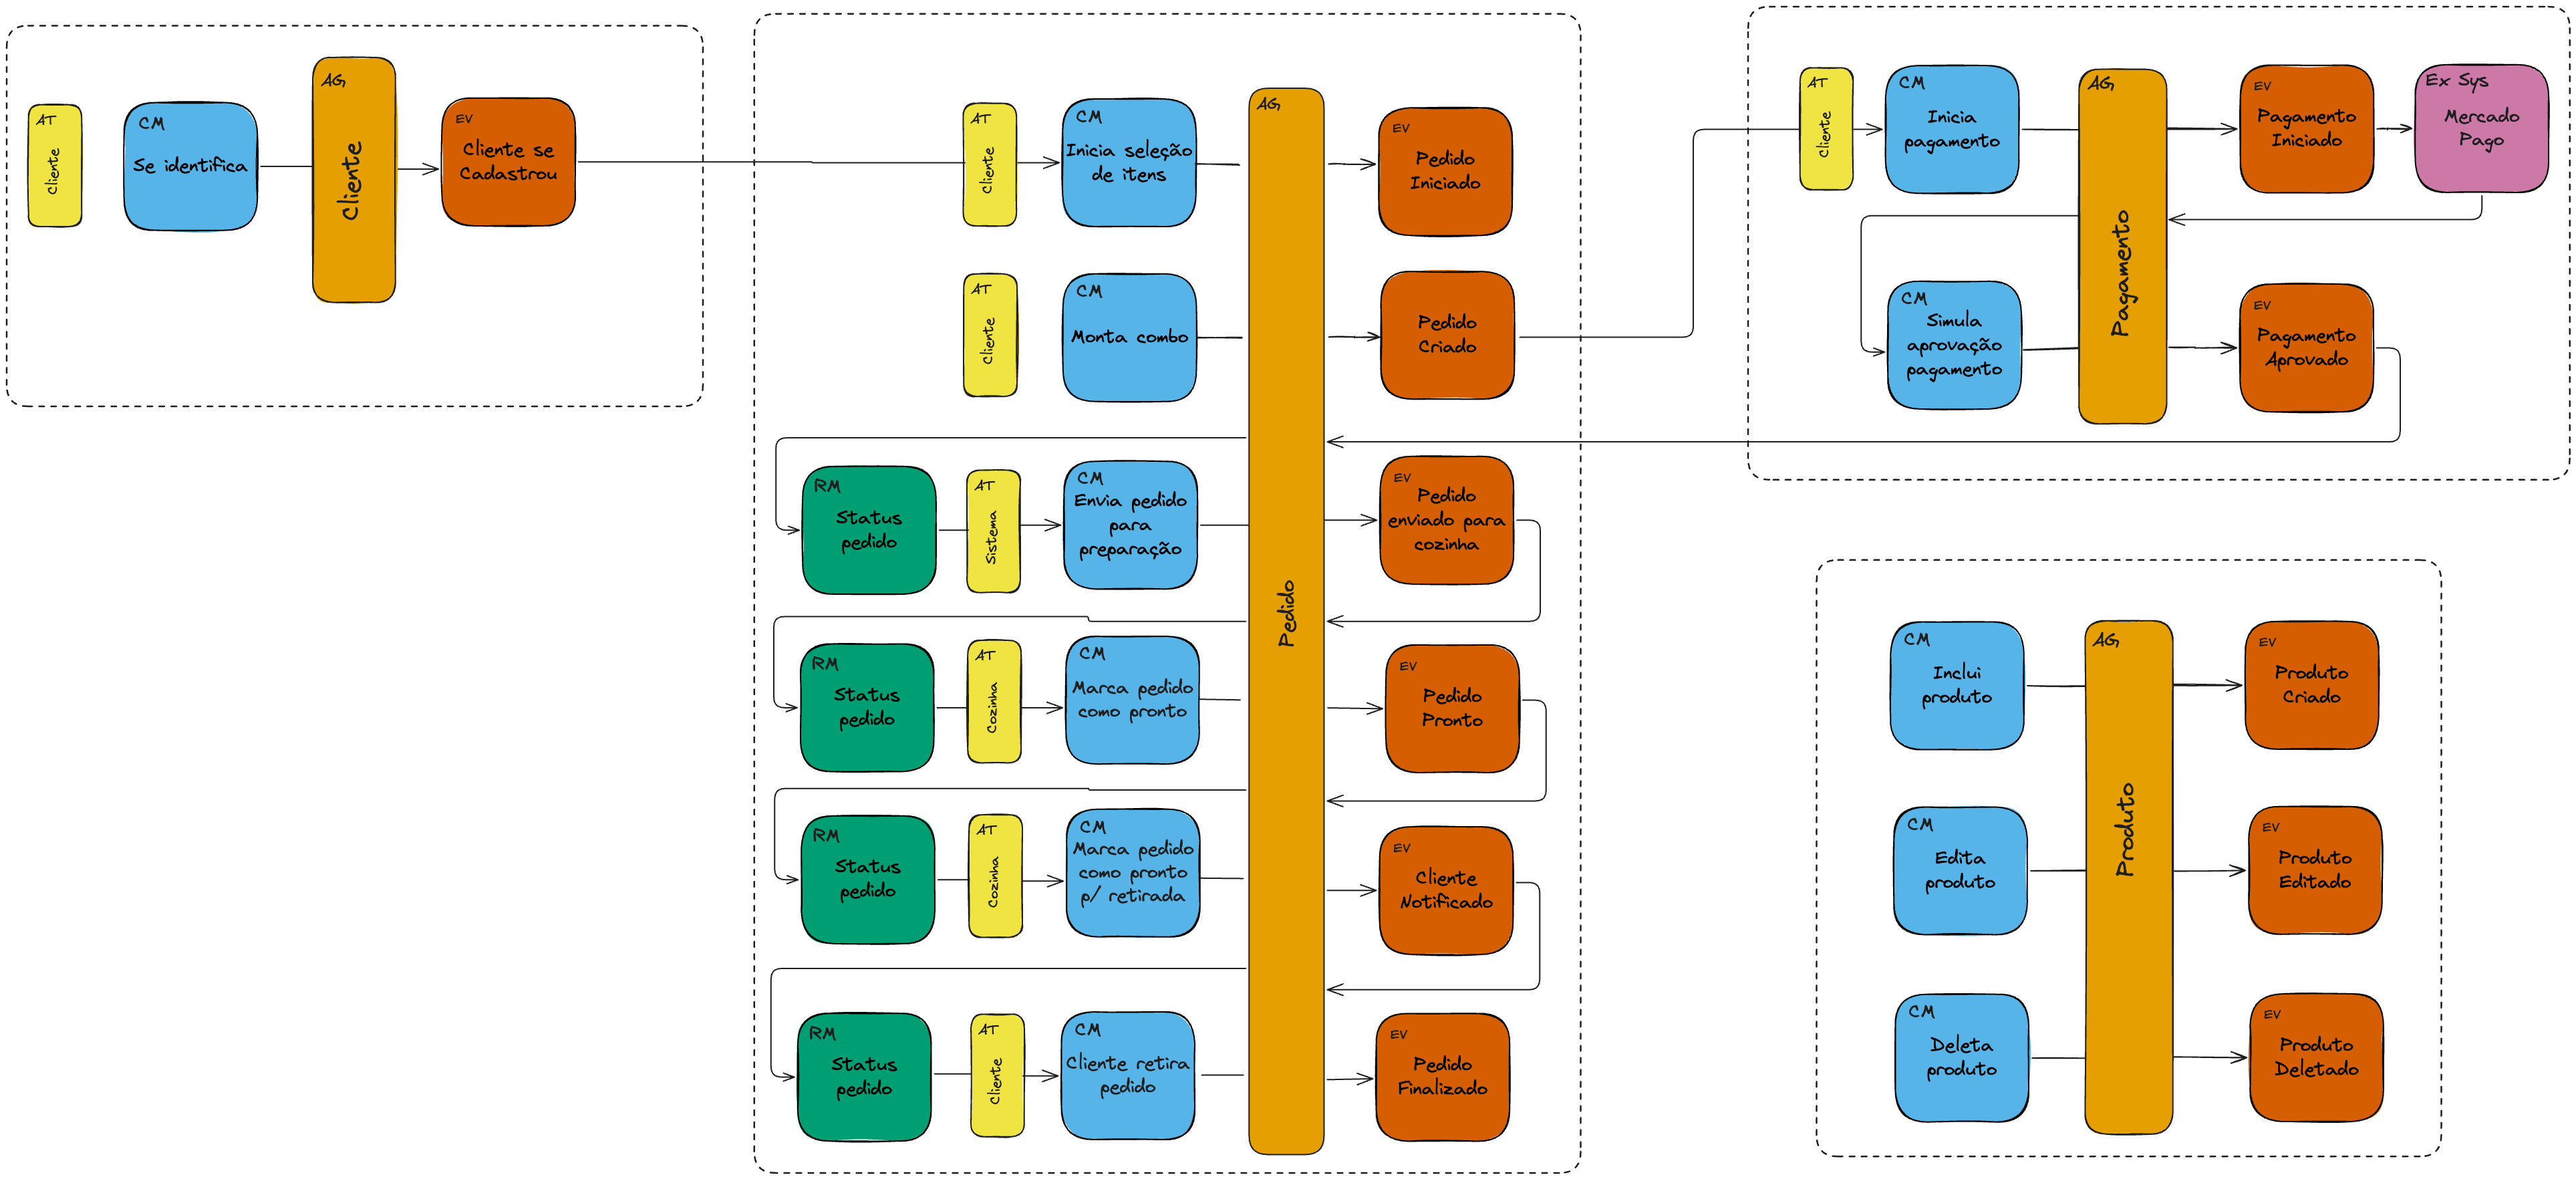 AT
Cliente
CM
Se identifica
AG
Cliente
EV
Cliente se
Cadastrou
AT
Cliente
CM
Inicia seleção
de itens
AG
Pedido
EV
Pedido
Iniciado
AT
Cliente
CM
Monta combo
EV
Pedido
Criado
RM
Status
pedido
AT
Sistema
CM
Envia pedido
para
preparação
EV
Pedido
enviado para
cozinha
RM
Status
pedido
AT
Cozinha
CM
Marca pedido
como pronto
EV
Pedido
Pronto
RM
Status
pedido
AT
Cozinha
CM
Marca pedido
como pronto
p/ retirada
EV
Cliente
Notificado
RM
Status
pedido
AT
Cliente
CM
Cliente retira
pedido
EV
Pedido
Finalizado
AT
Cliente
CM
Inicia
pagamento
AG
Pagamento
EV
Pagamento
Iniciado
Ex Sys
Mercado
Pago
CM
Simula
aprovação
pagamento
EV
Pagamento
Aprovado
CM
Inclui
produto
AG
Produto
EV
Produto
Criado
CM
Edita
produto
EV
Produto
Editado
CM
Deleta
produto
EV
Produto
Deletado